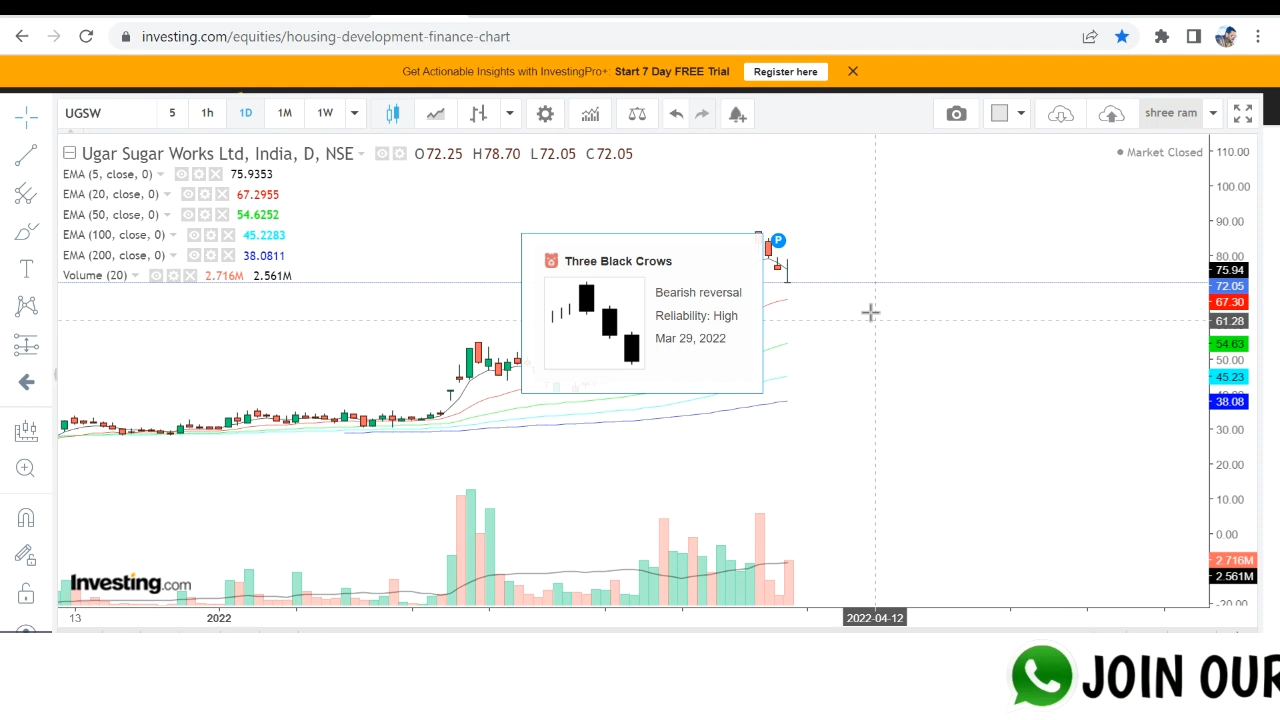 investing.com/equities/housing-development-finance-chart
Get Actionable Insights with InvestingPro+: Start 7 Day FREE Trial
Register here
UGSW 5 1h 1D 1M 1W shree ram
Ugar Sugar Works Ltd, India, D, NSE O72.25 H78.70 L72.05 C72.05
Market Closed
EMA (5, close, 0) 75.9353
EMA (20, close, 0) 67.2955
EMA (50, close, 0) 54.6252
EMA (100, close, 0) 45.2283
EMA (200, close, 0) 38.0811
Volume (20) 2.716M 2.561M
P
Three Black Crows
Bearish reversal
Reliability: High
Mar 29, 2022
110.00
100.00
90.00
80.00
75.94
72.05
67.30
61.28
54.63
50.00
45.23
38.08
30.00
20.00
10.00
0.00
2.716M
2.561M
-20.00
Investing.com
13 2022 2022-04-12
JOIN OUR